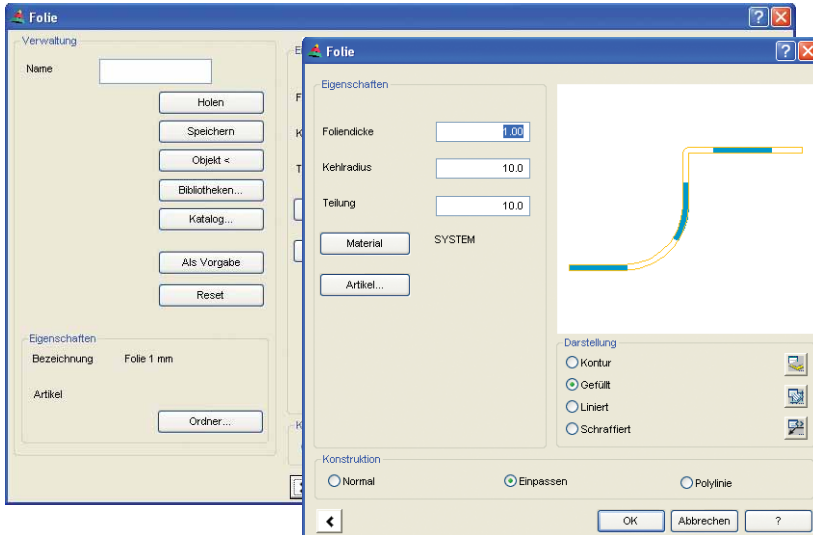 Folie
Verwaltung
Name
Holen
Speichern
Objekt <
Bibliotheken...
Katalog...
Als Vorgabe
Reset
Eigenschaften
Bezeichnung Folie 1 mm
Artikel
Ordner...
E
F
K
T
K
Folie
Eigenschaften
Foliendicke 1.00
Kehlradius 10.0
Teilung 10.0
Material SYSTEM
Artikel...
Darstellung
Kontur
Gefüllt
Liniert
Schraffiert
Konstruktion
Normal Einpassen Polylinie
< OK Abbrechen ?